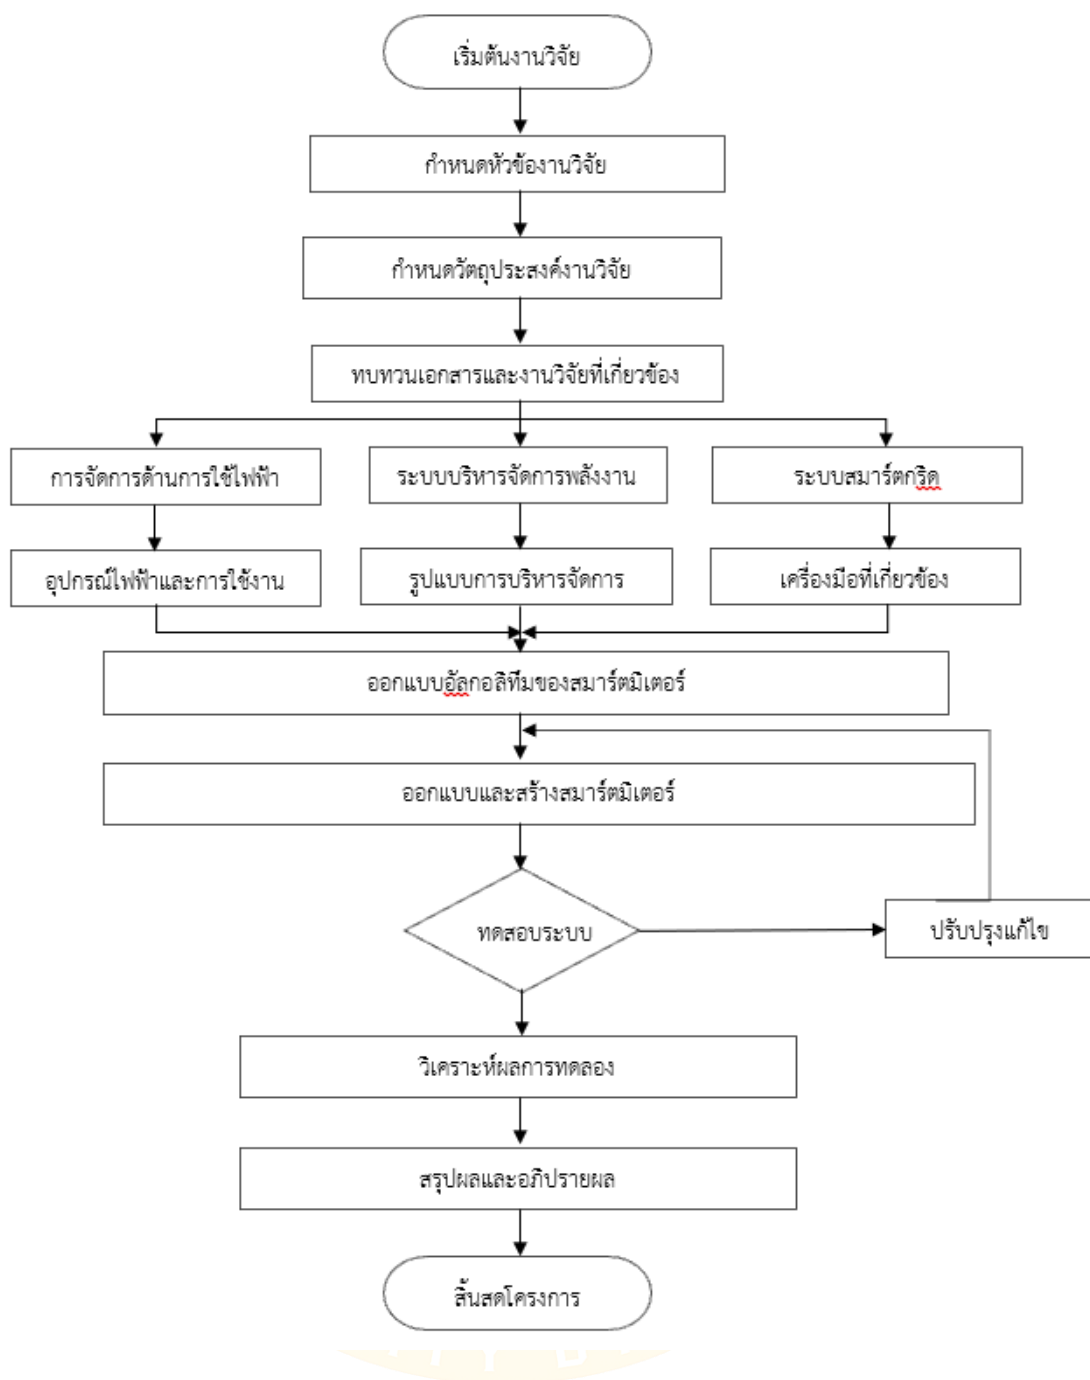 เริ่มต้นงานวิจัย
กำหนดหัวข้องานวิจัย
กำหนดวัตถุประสงค์งานวิจัย
ทบทวนเอกสารและงานวิจัยที่เกี่ยวข้อง
การจัดการด้านการใช้ไฟฟ้า
ระบบบริหารจัดการพลังงาน
ระบบสมาร์ตกริด
อุปกรณ์ไฟฟ้าและการใช้งาน
รูปแบบการบริหารจัดการ
เครื่องมือที่เกี่ยวข้อง
ออกแบบอัลกอลิทึมของสมาร์ตมิเตอร์
ออกแบบและสร้างสมาร์ตมิเตอร์
ทดสอบระบบ
ปรับปรุงแก้ไข
วิเคราะห์ผลการทดลอง
สรุปผลและอภิปรายผล
สิ้นสดโครงการ